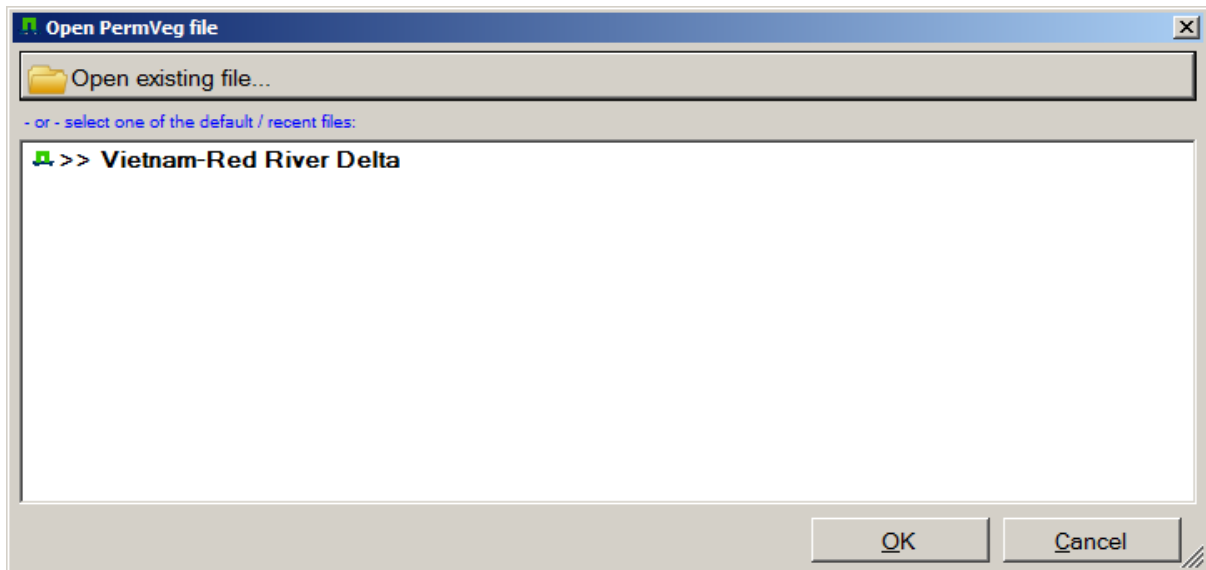 Open PermVeg file
Open existing file...
- or - select one of the default / recent files:
>> Vietnam-Red River Delta
OK
Cancel